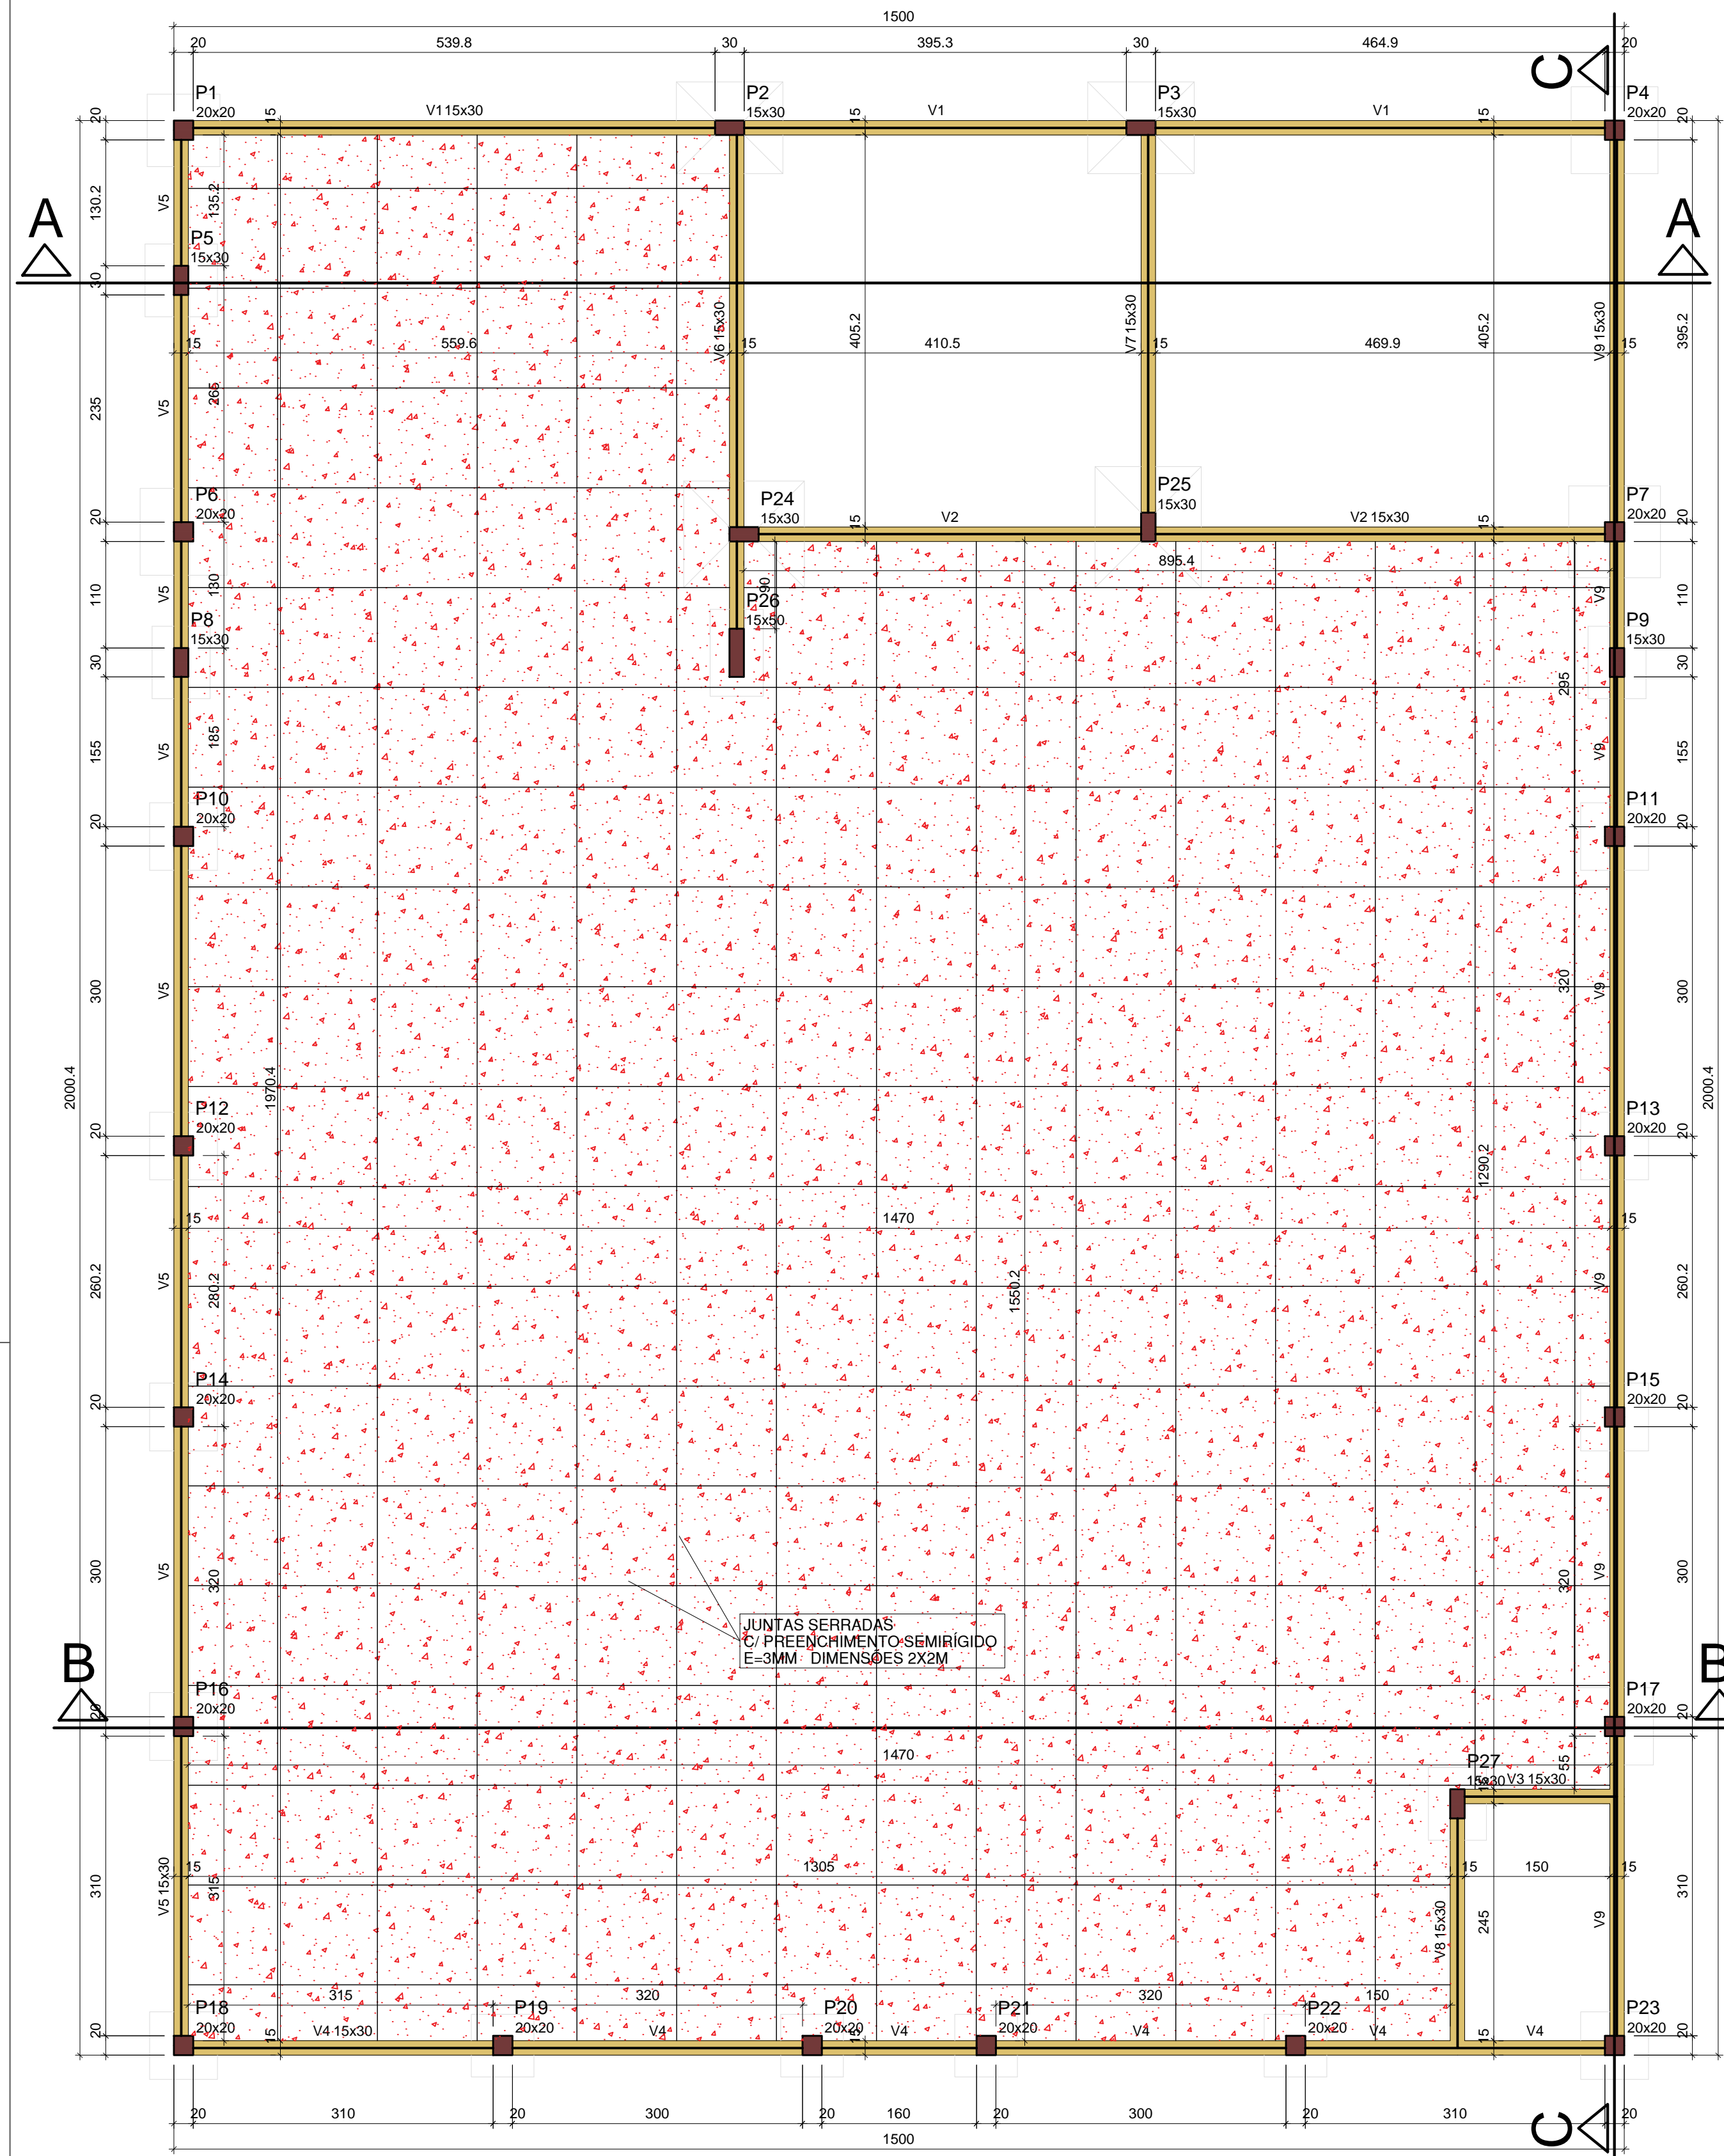 1500
20 539.8 30 395.3 30 464.9 20
C
P1 P2 P3 P4
20x20 15x30 15x30 20x20
V1 15x30 V1 V1
20 15 15 15 20
A A
130.2 V5 135.2
P5
15x30
30
15 559.6 V6 15x30 15 405.2 410.5 V7 15x30 15 469.9 405.2 V9 15x30 15 395.2
235 V5 265
P6 P24 P25 P7
20x20 15x30 15x30 20x20
20 15 V2 V2 15x30 15 20
895.4
110 V5 130 90 V9 110
P8 P26 P9
15x30 15x50 15x30
30 295 30
155 V5 185 V9 155
P10 P11
20x20 20x20
20 20
300 V5 320 V9 300
2000.4 1970.4 2000.4
P12 P13
20x20 20x20
20 20
1290.2
15 1470 15
260.2 V5 280.2 1550.2 V9 260.2
P14 P15
20x20 20x20
20 20
300 V5 320 320 V9 300
JUNTAS SERRADAS
C/ PREENCHIMENTO SEMIRÍGIDO
E=3MM DIMENSÕES 2X2M
B B
P16 P17
20x20 20x20
20 20
1470 55
P27
15x30 V3 15x30
15
15 1305 15 150 15
310 V5 15x30 315 V8 15x30 245 V9 310
315 320 320 150
P18 P19 P20 P21 P22 P23
20x20 20x20 20x20 20x20 20x20 20x20
20 15 V4 15x30 V4 15 V4 V4 V4 15 V4 20
20 310 20 300 20 160 20 300 20 310 20
C
1500